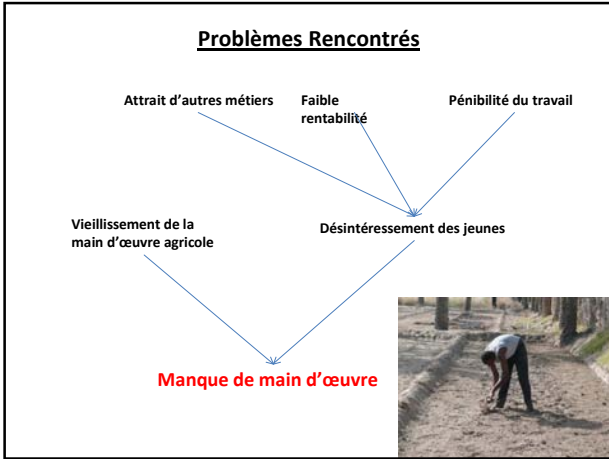 Problèmes Rencontrés
Attrait d’autres métiers
Faible
rentabilité
Pénibilité du travail
Vieillissement de la
main d’œuvre agricole
Désintéressement des jeunes
Manque de main d’œuvre